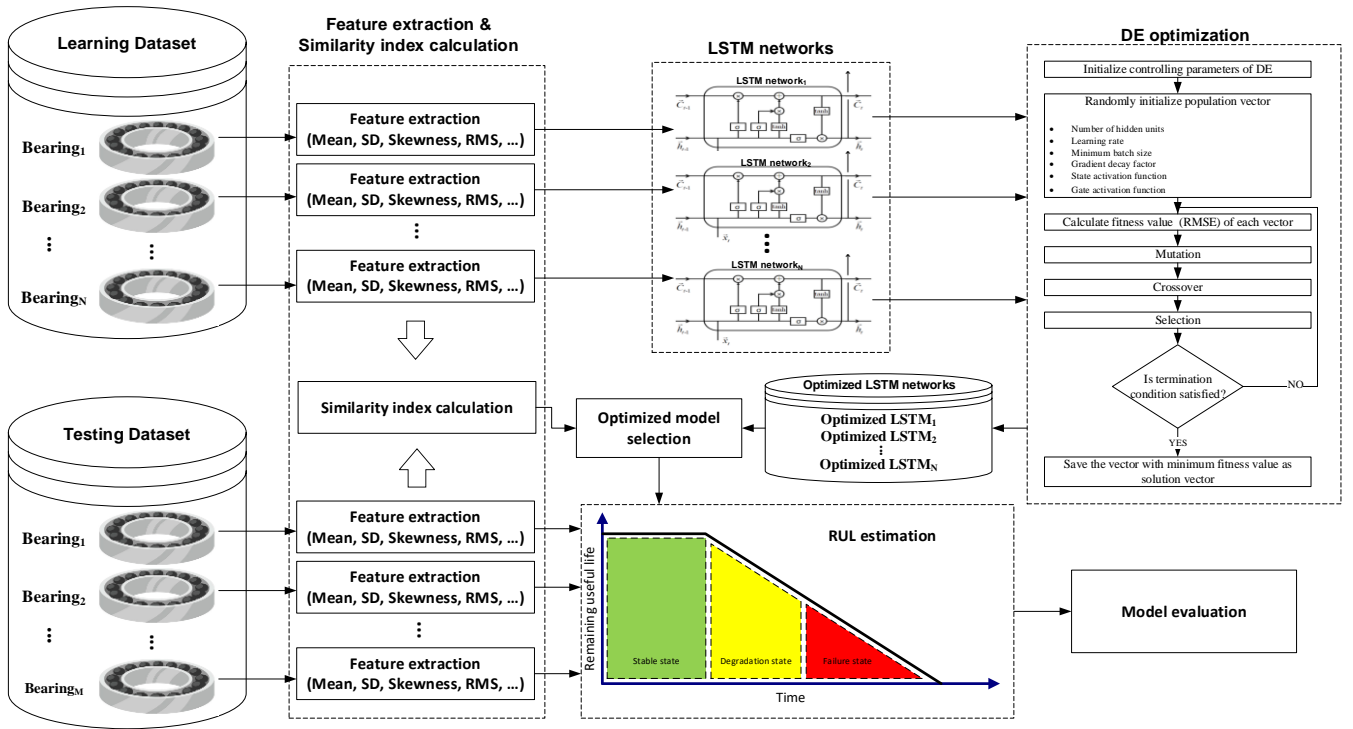 Learning Dataset
Bearing1
Bearing2
⋮
⋮
BearingN
Feature extraction &
Similarity index calculation
Feature extraction
(Mean, SD, Skewness, RMS, ...)
Feature extraction
(Mean, SD, Skewness, RMS, ...)
⋮
Feature extraction
(Mean, SD, Skewness, RMS, ...)
Similarity index calculation
LSTM networks
LSTM network1
LSTM network2
⋮
LSTM networkN
DE optimization
Initialize controlling parameters of DE
Randomly initialize population vector
• Number of hidden units
• Learning rate
• Minimum batch size
• Gradient decay factor
• State activation function
• Gate activation function
Calculate fitness value (RMSE) of each vector
Mutation
Crossover
Selection
Is termination
condition satisfied?
NO
YES
Save the vector with minimum fitness value as
solution vector
Optimized LSTM networks
Optimized LSTM1
Optimized LSTM2
⋮
Optimized LSTMN
Optimized model
selection
Testing Dataset
Bearing1
Bearing2
⋮
⋮
BearingM
Feature extraction
(Mean, SD, Skewness, RMS, ...)
Feature extraction
(Mean, SD, Skewness, RMS, ...)
⋮
Feature extraction
(Mean, SD, Skewness, RMS, ...)
RUL estimation
Remaining useful life
Stable state
Degradation state
Failure state
Time
Model evaluation